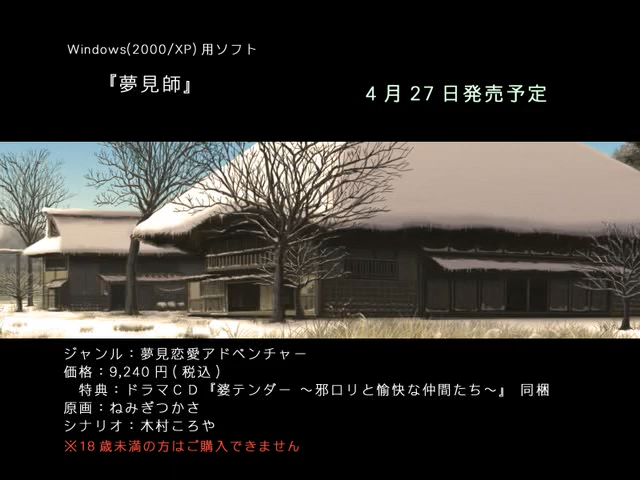 Windows(2000/XP)用ソフト
『夢見師』
4月27日発売予定
ジャンル：夢見恋愛アドベンチャー
価格：9,240円(税込)
特典：ドラマＣＤ『婆テンダー ～邪ロリと愉快な仲間たち～』 同梱
原画：ねみぎつかさ
シナリオ：木村ころや
※18歳未満の方はご購入できません